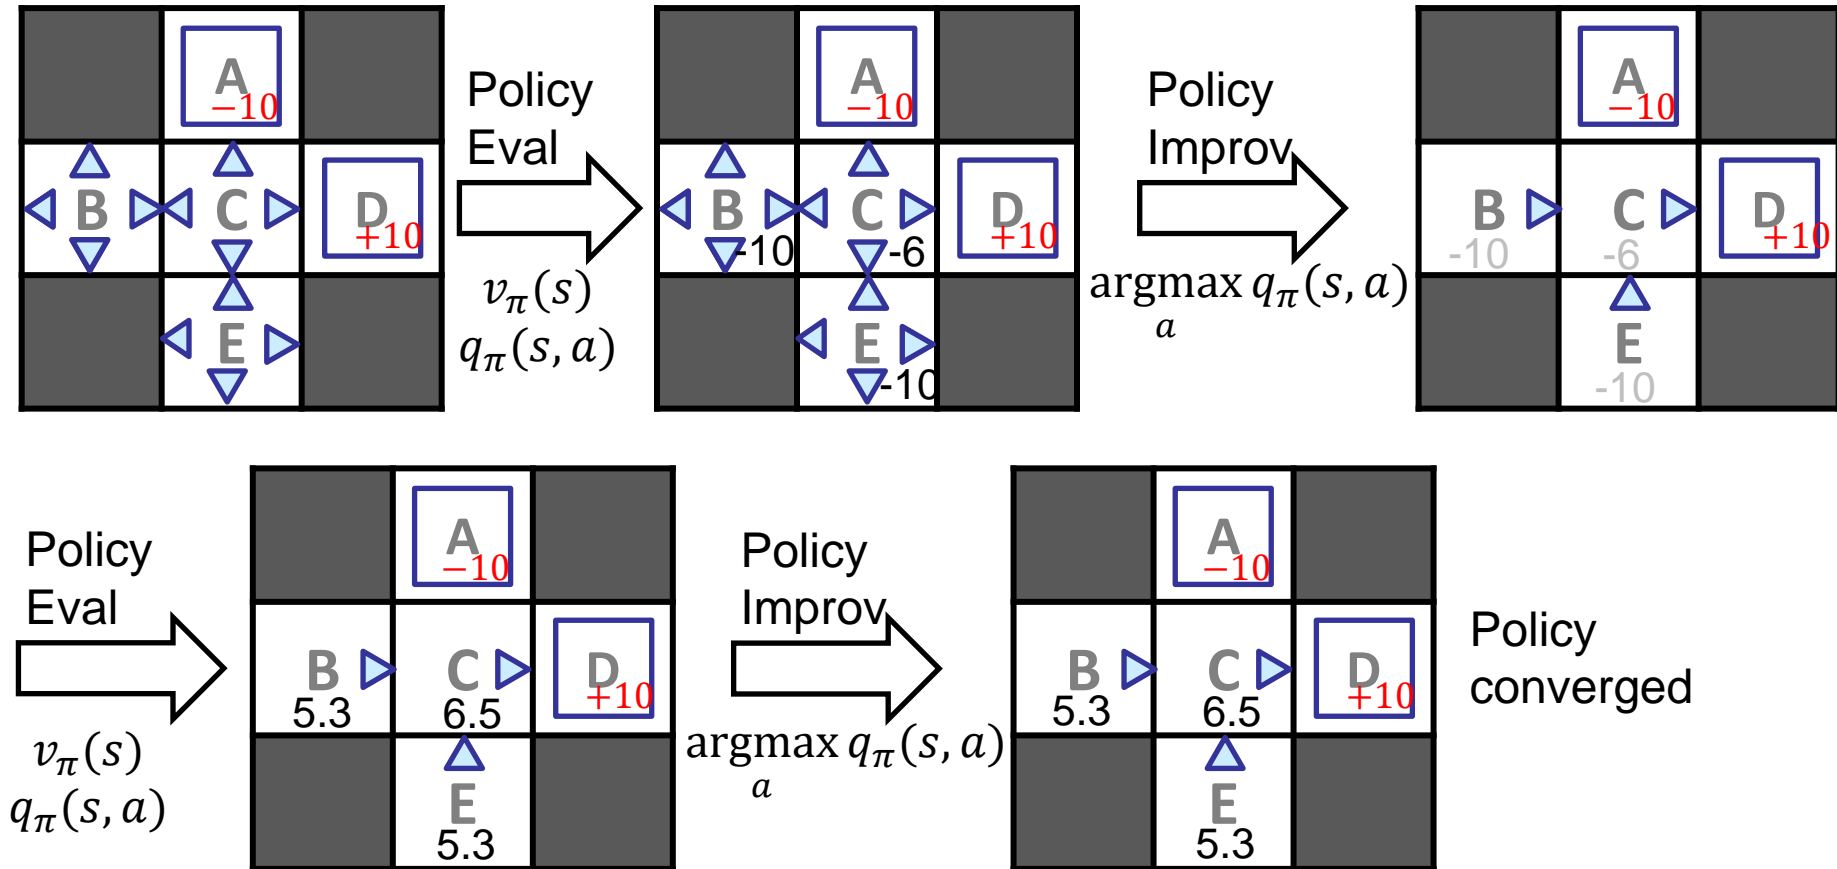 A
−10
B
C
D
+10
E
Policy
Eval
v_π(s)
q_π(s, a)
A
−10
B
-10
C
-6
D
+10
E
-10
Policy
Improv
argmax q_π(s, a)
a
A
−10
B
-10
C
-6
D
+10
E
-10
Policy
Eval
v_π(s)
q_π(s, a)
A
−10
B
5.3
C
6.5
D
+10
E
5.3
Policy
Improv
argmax q_π(s, a)
a
A
−10
B
5.3
C
6.5
D
+10
E
5.3
Policy
converged